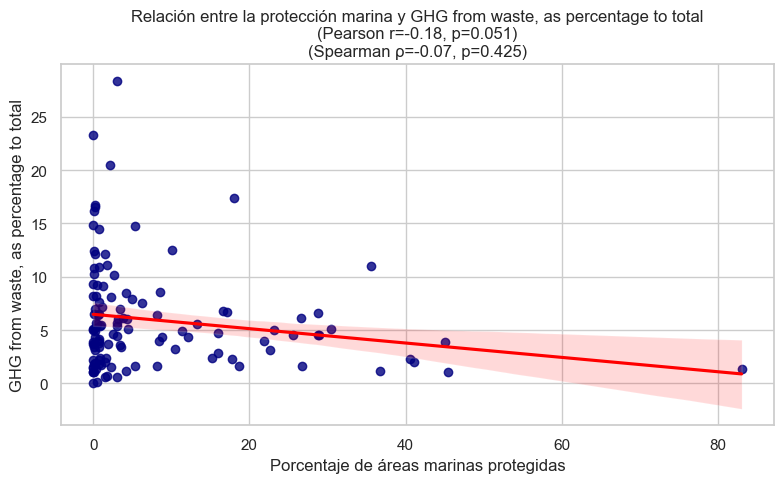 Relación entre la protección marina y GHG from waste, as percentage to total
(Pearson r=-0.18, p=0.051)
(Spearman ρ=-0.07, p=0.425)
GHG from waste, as percentage to total
25
20
15
10
5
0
0 20 40 60 80
Porcentaje de áreas marinas protegidas